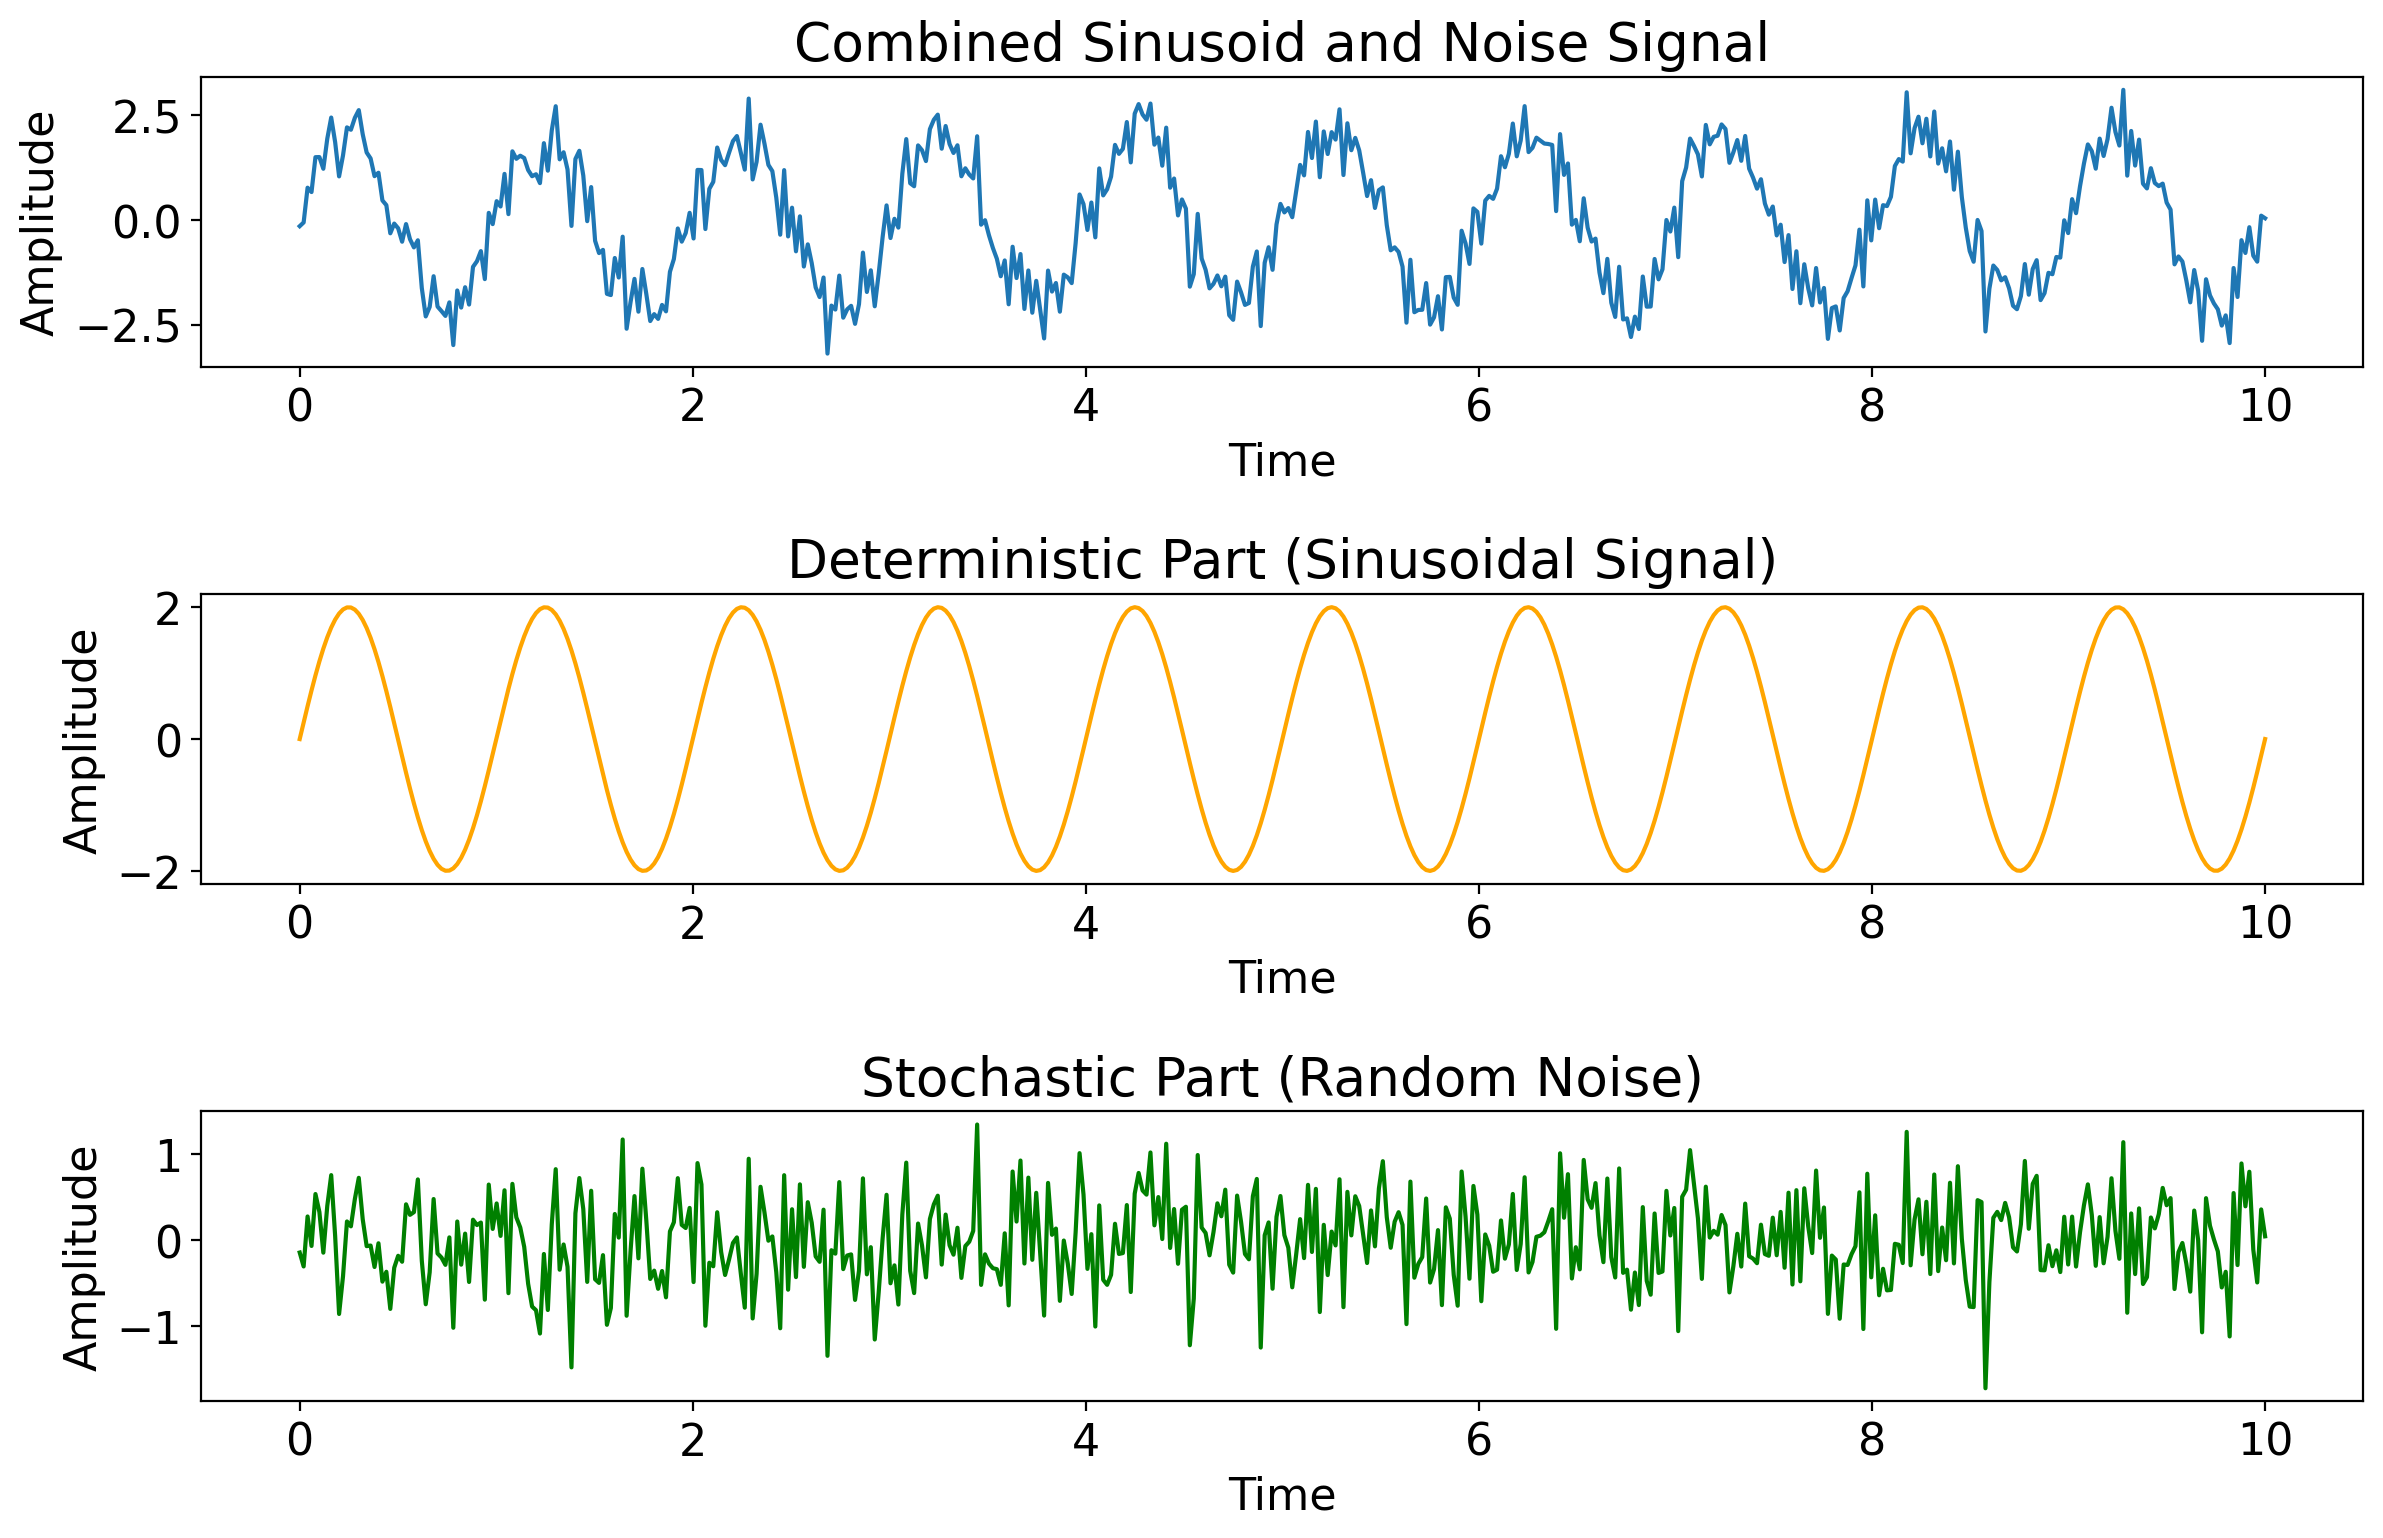 Combined Sinusoid and Noise Signal
Amplitude
2.5
0.0
−2.5
0 2 4 6 8 10
Time
Deterministic Part (Sinusoidal Signal)
Amplitude
2
0
−2
0 2 4 6 8 10
Time
Stochastic Part (Random Noise)
Amplitude
1
0
−1
0 2 4 6 8 10
Time